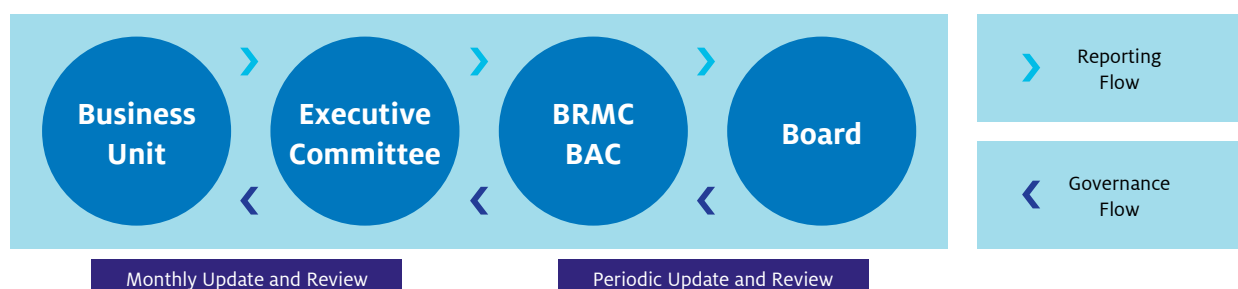 Business
Unit
Executive
Committee
BRMC
BAC
Board
Reporting
Flow
Governance
Flow
Monthly Update and Review
Periodic Update and Review